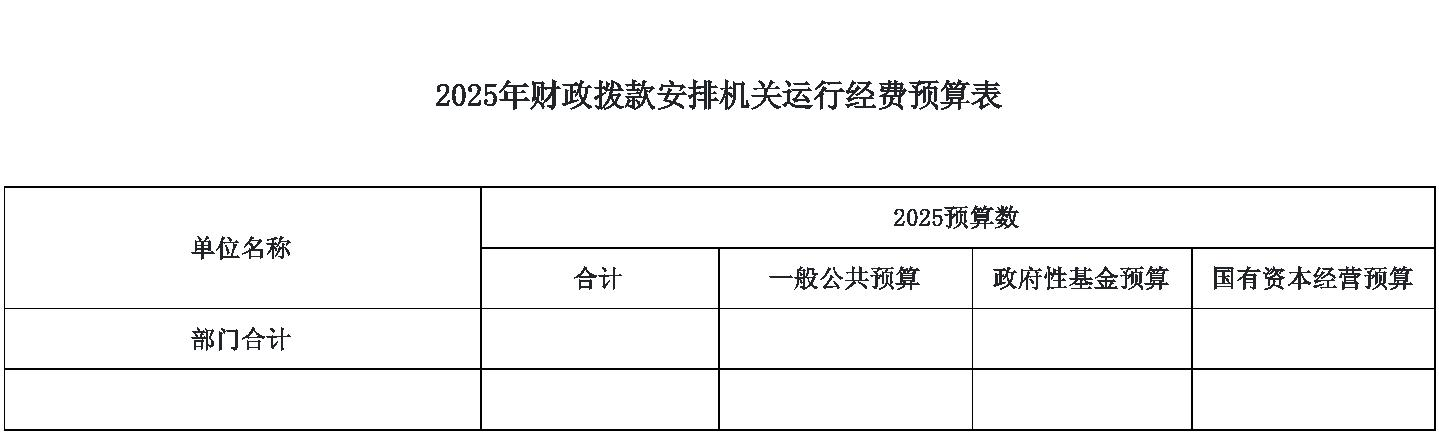 2025年财政拨款安排机关运行经费预算表
单位名称
2025预算数
合计
一般公共预算
政府性基金预算
国有资本经营预算
部门合计